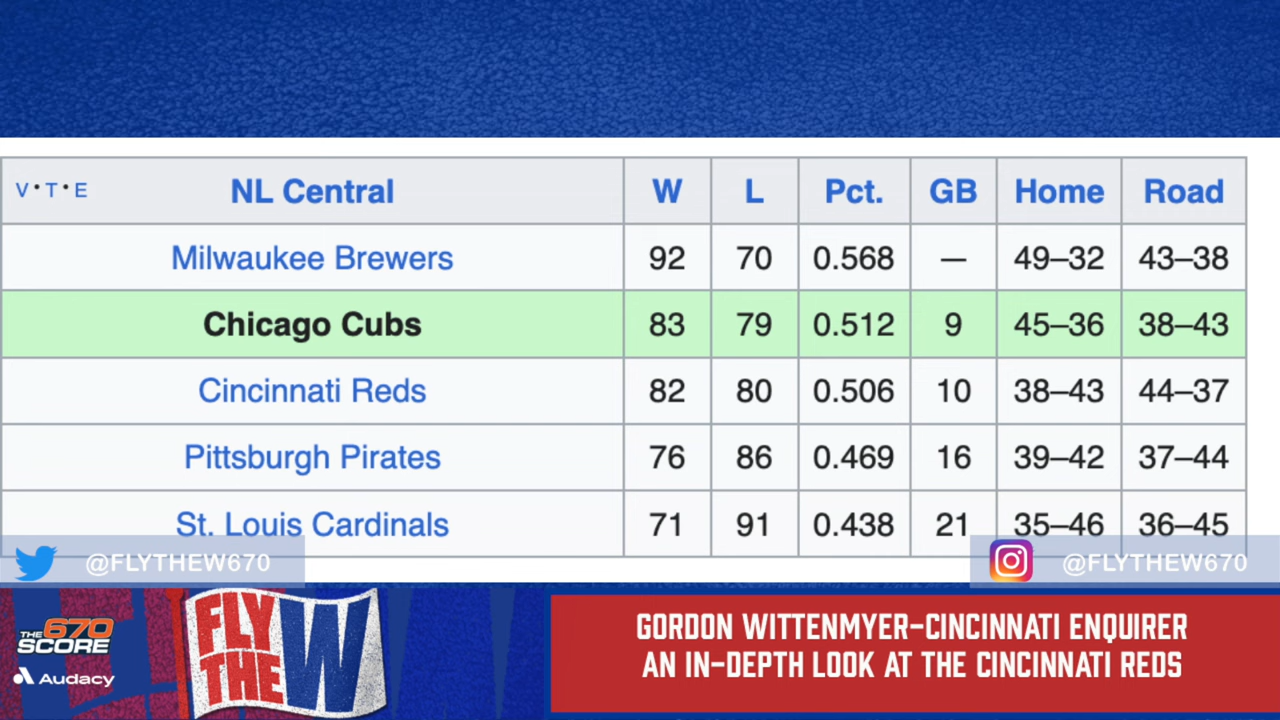 V • T • E NL Central W L Pct. GB Home Road
Milwaukee Brewers 92 70 0.568 — 49–32 43–38
Chicago Cubs 83 79 0.512 9 45–36 38–43
Cincinnati Reds 82 80 0.506 10 38–43 44–37
Pittsburgh Pirates 76 86 0.469 16 39–42 37–44
St. Louis Cardinals 71 91 0.438 21 35–46 36–45
@FLYTHEW670 @FLYTHEW670
THE 670
SCORE
Audacy
FLY
THE W
GORDON WITTENMYER-CINCINNATI ENQUIRER
AN IN-DEPTH LOOK AT THE CINCINNATI REDS